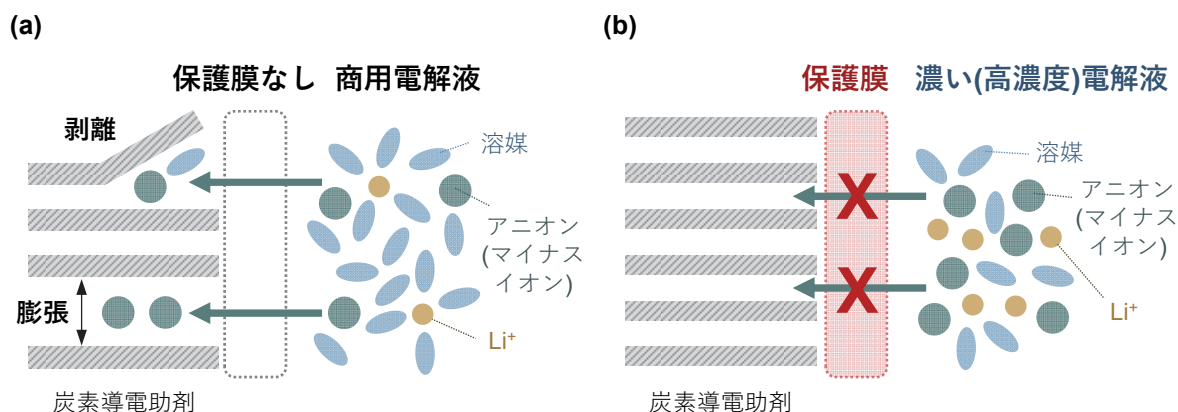 (a)
保護膜なし 商用電解液
剥離
溶媒
アニオン
(マイナス
イオン)
膨張
Li⁺
炭素導電助剤
(b)
保護膜 濃い(高濃度)電解液
溶媒
アニオン
(マイナス
イオン)
X
X
Li⁺
炭素導電助剤